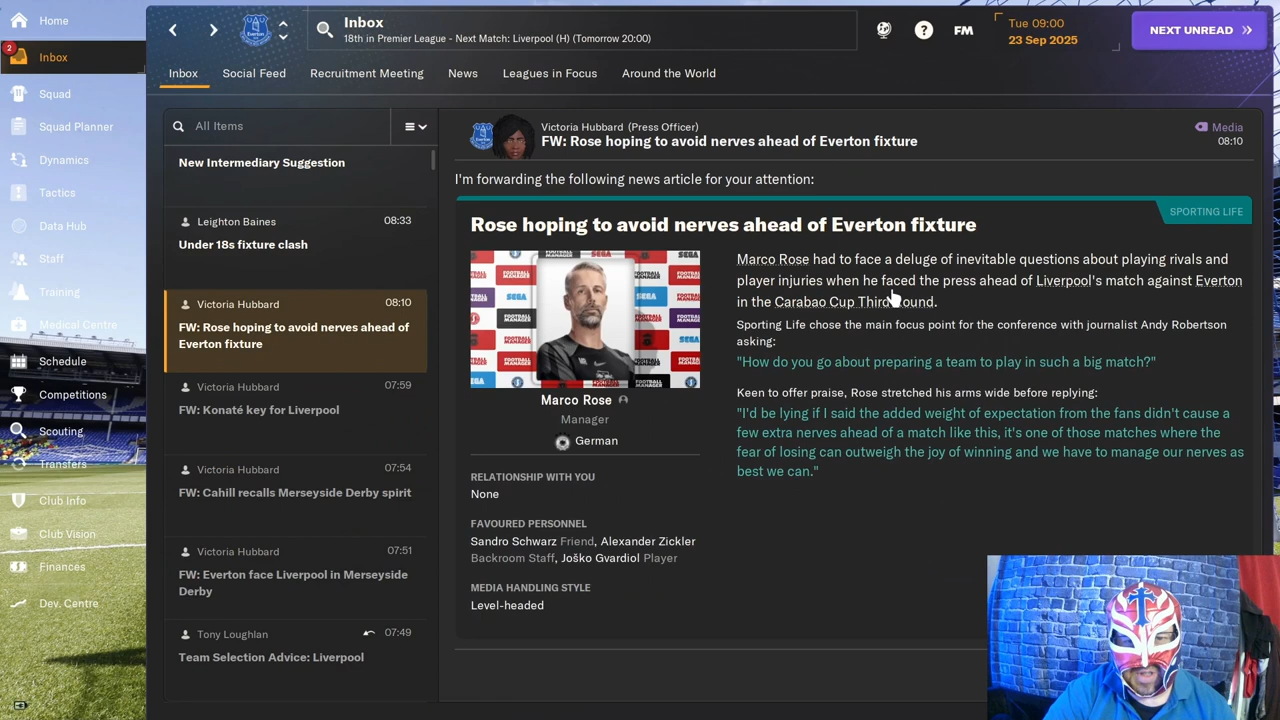 Home
2
Inbox
Squad
Squad Planner
Dynamics
Tactics
Data Hub
Staff
Training
Medical Centre
Schedule
Competitions
Scouting
Transfers
Club Info
Club Vision
Finances
Dev. Centre
Inbox
18th in Premier League - Next Match: Liverpool (H) (Tomorrow 20:00)
FM
Tue 09:00
23 Sep 2025
NEXT UNREAD
Inbox
Social Feed
Recruitment Meeting
News
Leagues in Focus
Around the World
All Items
New Intermediary Suggestion
Leighton Baines 08:33
Under 18s fixture clash
Victoria Hubbard 08:10
FW: Rose hoping to avoid nerves ahead of
Everton fixture
Victoria Hubbard 07:59
FW: Konaté key for Liverpool
Victoria Hubbard 07:54
FW: Cahill recalls Merseyside Derby spirit
Victoria Hubbard 07:51
FW: Everton face Liverpool in Merseyside
Derby
Tony Loughlan 07:49
Team Selection Advice: Liverpool
Victoria Hubbard (Press Officer)
FW: Rose hoping to avoid nerves ahead of Everton fixture
Media
08:10
I'm forwarding the following news article for your attention:
SPORTING LIFE
Rose hoping to avoid nerves ahead of Everton fixture
Marco Rose
Manager
German
RELATIONSHIP WITH YOU
None
FAVOURED PERSONNEL
Sandro Schwarz Friend, Alexander Zickler
Backroom Staff, Joško Gvardiol Player
MEDIA HANDLING STYLE
Level-headed
Marco Rose had to face a deluge of inevitable questions about playing rivals and
player injuries when he faced the press ahead of Liverpool's match against Everton
in the Carabao Cup Third Round.
Sporting Life chose the main focus point for the conference with journalist Andy Robertson
asking:
"How do you go about preparing a team to play in such a big match?"
Keen to offer praise, Rose stretched his arms wide before replying:
"I'd be lying if I said the added weight of expectation from the fans didn't cause a
few extra nerves ahead of a match like this, it's one of those matches where the
fear of losing can outweigh the joy of winning and we have to manage our nerves as
best we can."